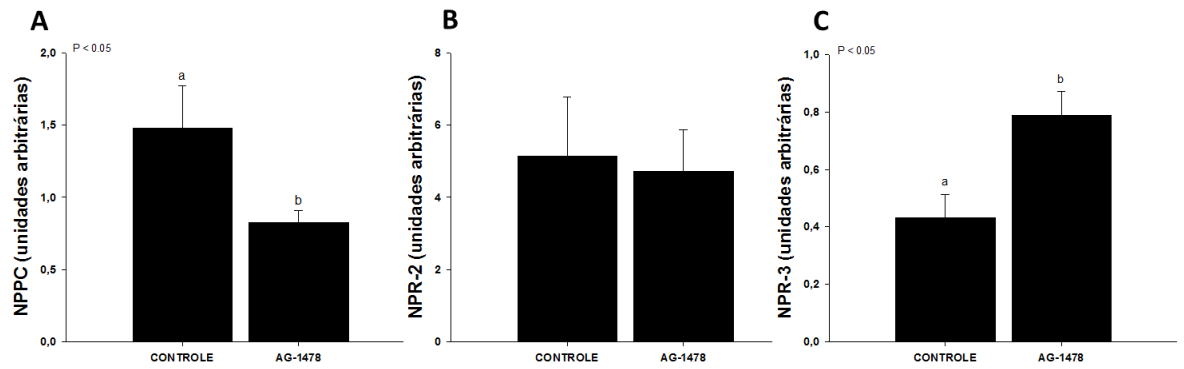 A
P < 0.05
NPPC (unidades arbitrárias)
2,0
1,5
1,0
0,5
0,0
a
b
CONTROLE
AG-1478
B
NPR-2 (unidades arbitrárias)
8
6
4
2
0
CONTROLE
AG-1478
C
P < 0.05
NPR-3 (unidades arbitrárias)
1,0
0,8
0,6
0,4
0,2
0,0
a
b
CONTROLE
AG-1478